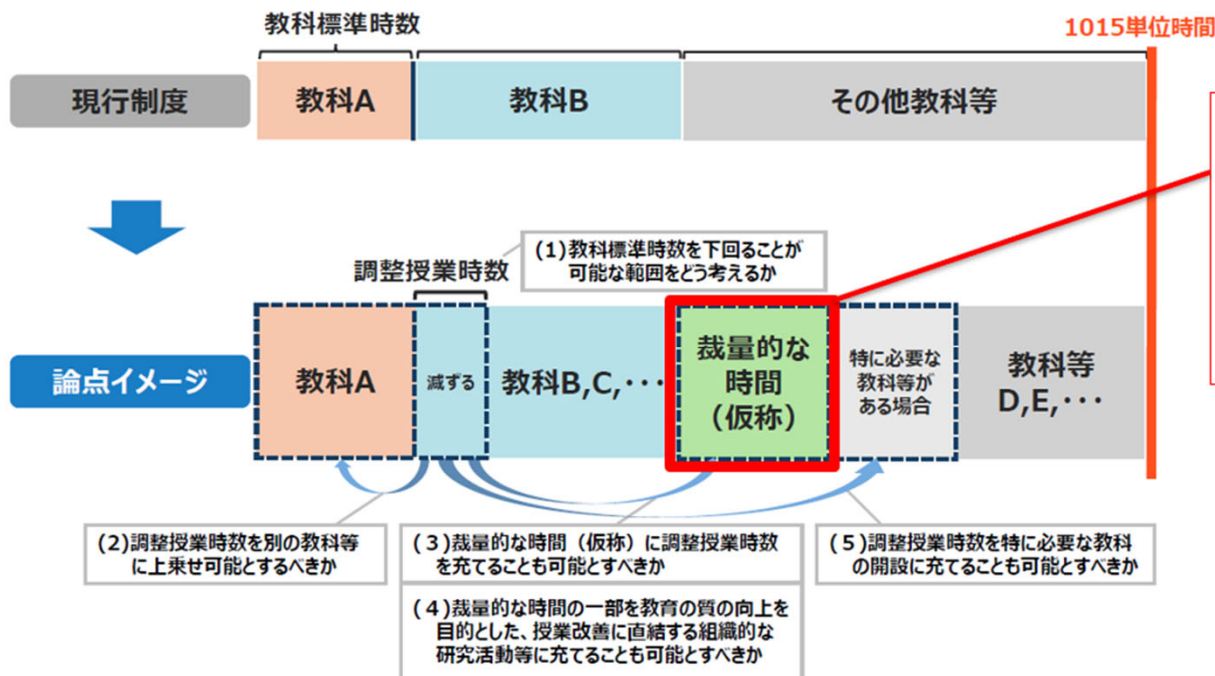 教科標準時数
1015単位時間
現行制度
教科A
教科B
その他教科等
(1)教科標準時数を下回ることが
可能な範囲をどう考えるか
調整授業時数
論点イメージ
教科A
減ずる
教科B,C,・・・
裁量的な
時間
（仮称）
特に必要な
教科等が
ある場合
教科等
D,E,・・・
(2)調整授業時数を別の教科等
に上乗せ可能とするべきか
(3)裁量的な時間（仮称）に調整授業時数
を充てることも可能とすべきか
(4)裁量的な時間の一部を教育の質の向上を
目的とした、授業改善に直結する組織的な
研究活動等に充てることも可能とすべきか
(5)調整授業時数を特に必要な教科
の開設に充てることも可能とすべきか